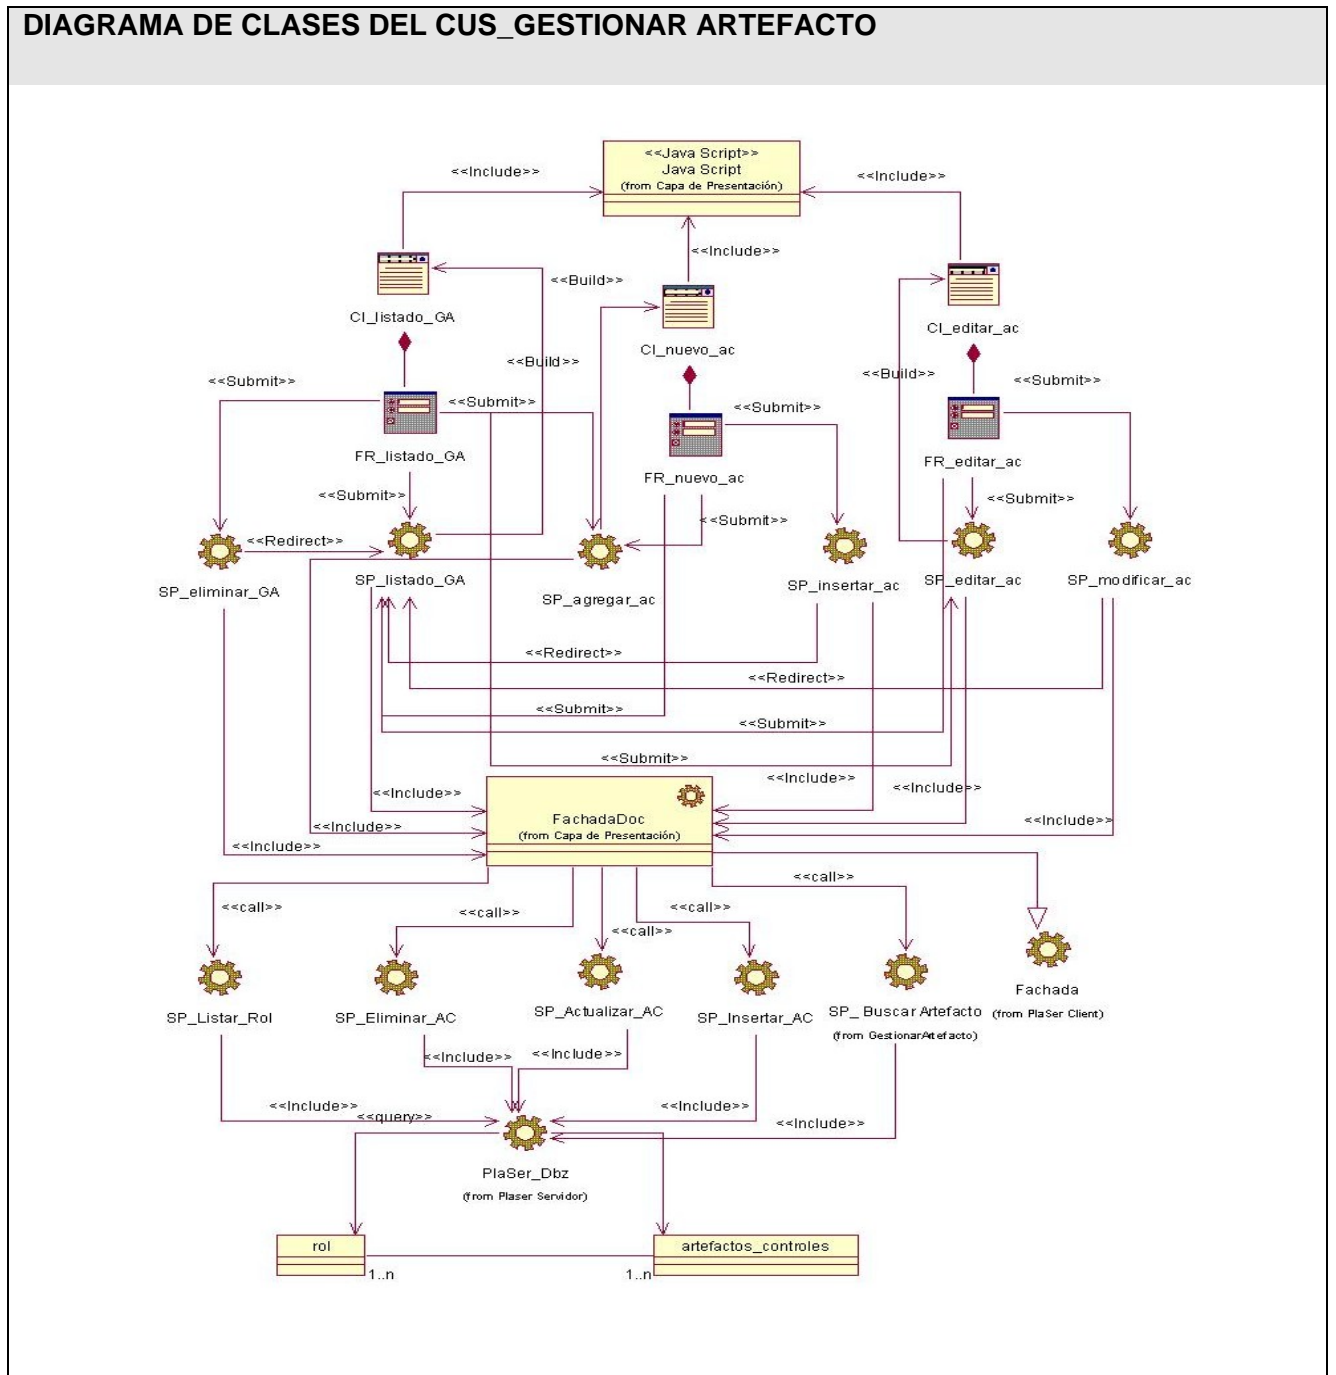 DIAGRAMA DE CLASES DEL CUS_GESTIONAR ARTEFACTO
<<Java Script>>
Java Script
(from Capa de Presentación)
<<Include>>
<<Include>>
<<Include>>
<<Build>>
CI_listado_GA
CI_nuevo_ac
CI_editar_ac
<<Build>>
<<Build>>
<<Submit>>
<<Submit>>
<<Submit>>
<<Submit>>
FR_listado_GA
FR_nuevo_ac
FR_editar_ac
<<Submit>>
<<Submit>>
<<Submit>>
<<Redirect>>
SP_eliminar_GA
SP_listado_GA
SP_agregar_ac
SP_insertar_ac
SP_editar_ac
SP_modificar_ac
<<Redirect>>
<<Redirect>>
<<Submit>>
<<Submit>>
<<Submit>>
<<Include>>
<<Include>>
<<Include>>
<<Include>>
<<Include>>
<<Include>>
FachadaDoc
(from Capa de Presentación)
<<call>>
<<call>>
<<call>>
<<call>>
<<call>>
SP_Listar_Rol
SP_Eliminar_AC
SP_Actualizar_AC
SP_Insertar_AC
SP_ Buscar Artefacto
(from GestionarArtefacto)
Fachada
(from PlaSer Client)
<<Include>>
<<Include>>
<<Include>>
<<query>>
<<Include>>
<<Include>>
PlaSer_Dbz
(from Plaser Servidor)
rol
artefactos_controles
1..n
1..n